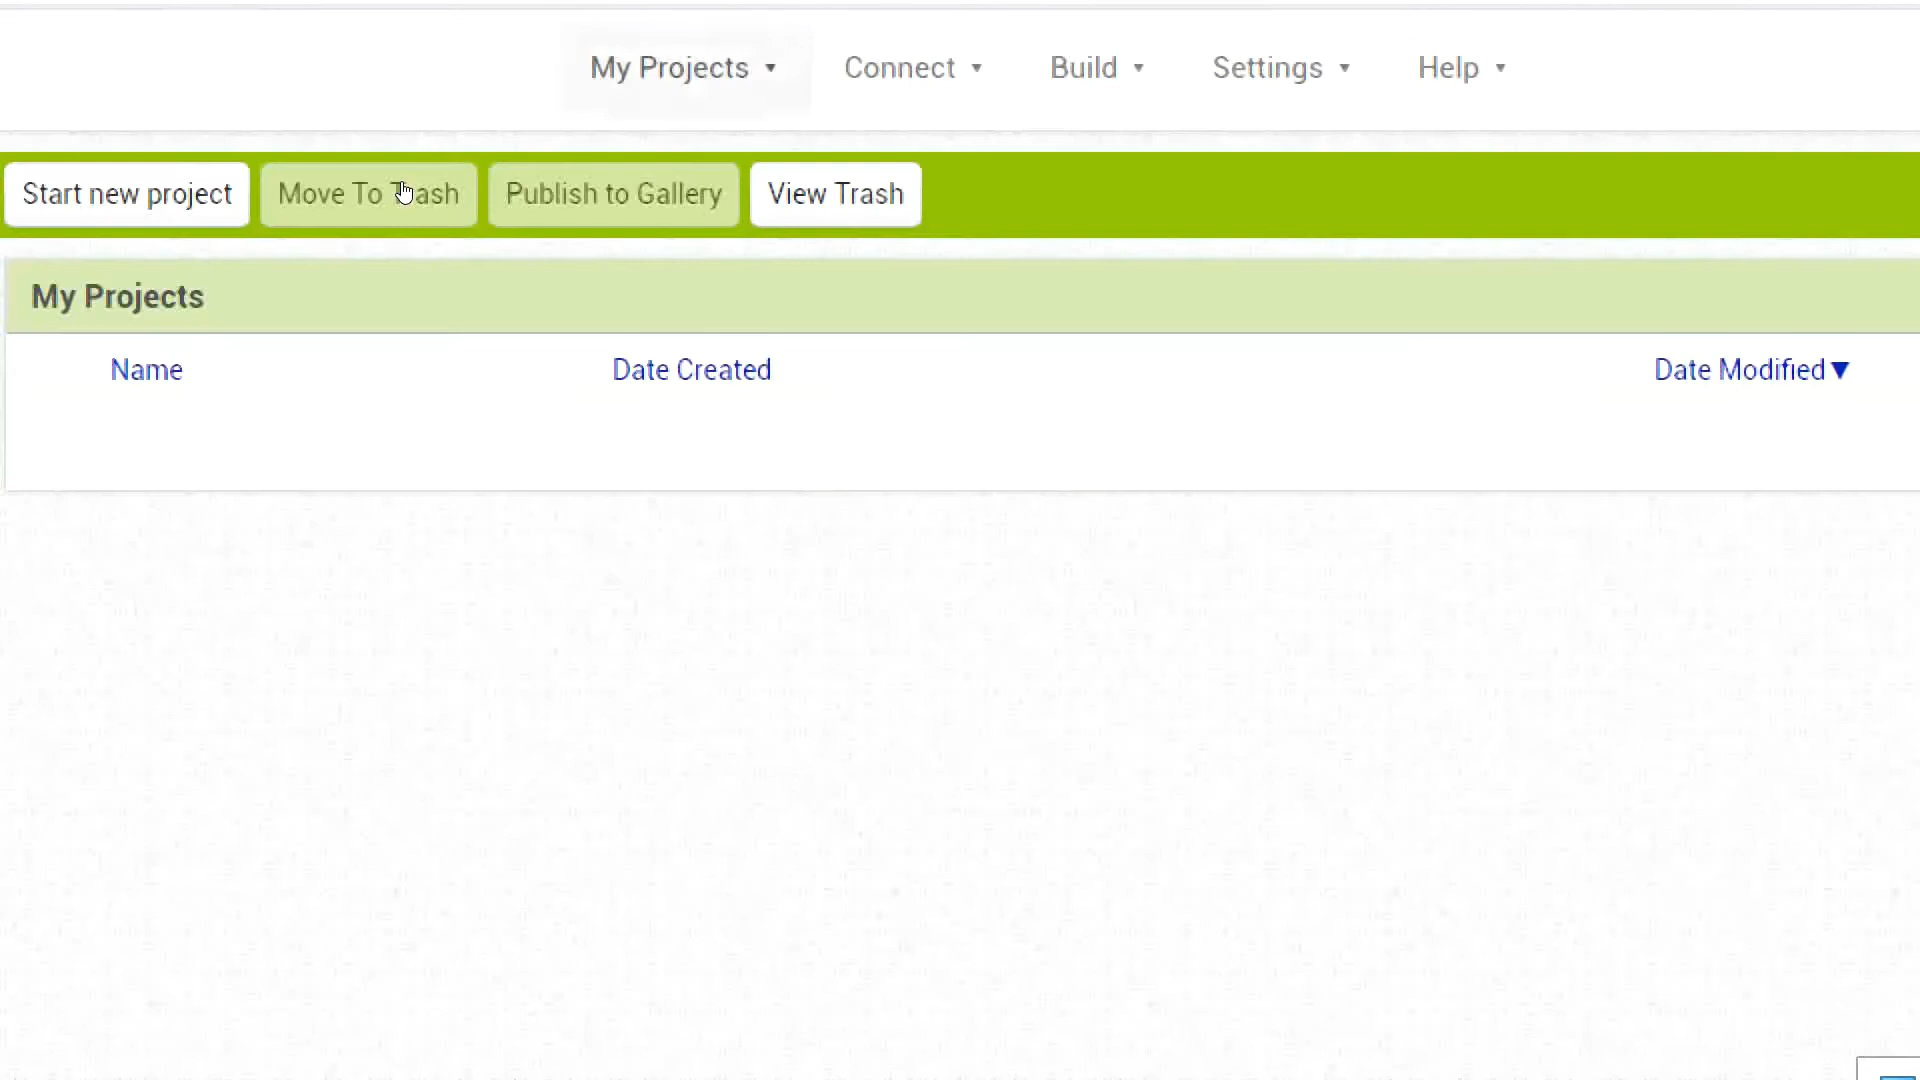 My Projects ▾ Connect ▾ Build ▾ Settings ▾ Help ▾
Start new project Move To Trash Publish to Gallery View Trash
My Projects
Name Date Created Date Modified▼